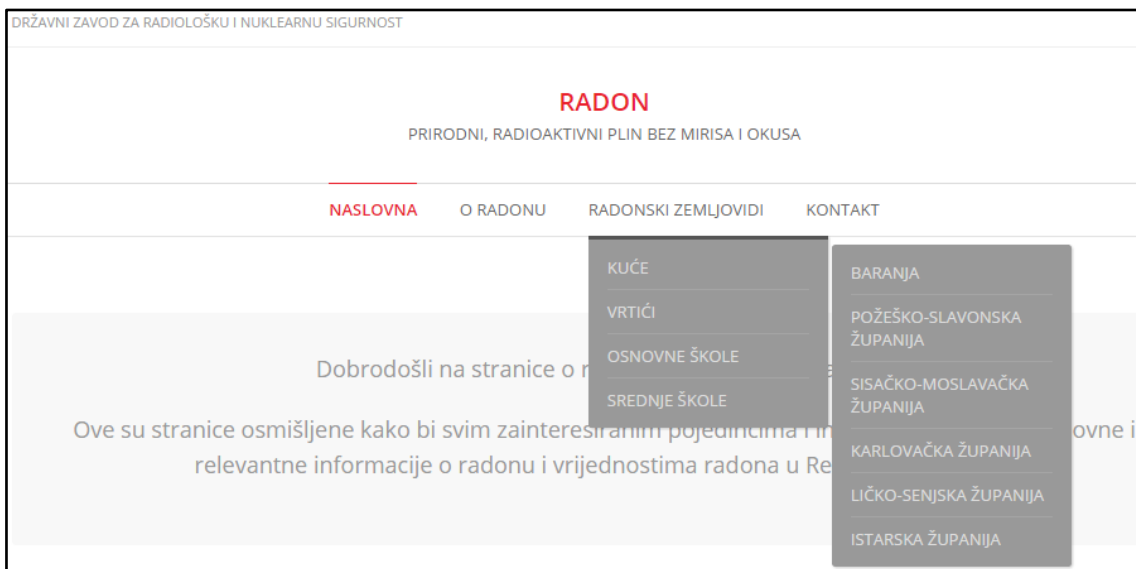 DRŽAVNI ZAVOD ZA RADIOLOŠKU I NUKLEARNU SIGURNOST
RADON
PRIRODNI, RADIOAKTIVNI PLIN BEZ MIRISA I OKUSA
NASLOVNA O RADONU RADONSKI ZEMLJOVIDI KONTAKT
KUĆE
VRTIĆI
OSNOVNE ŠKOLE
SREDNJE ŠKOLE
BARANJA
POŽEŠKO-SLAVONSKA
ŽUPANIJA
SISAČKO-MOSLAVAČKA
ŽUPANIJA
KARLOVAČKA ŽUPANIJA
LIČKO-SENJSKA ŽUPANIJA
ISTARSKA ŽUPANIJA
Dobrodošli na stranice o
Ove su stranice osmišljene kako bi svim zainteresiranim pojedincima i
relevantne informacije o radonu i vrijednostima radona u